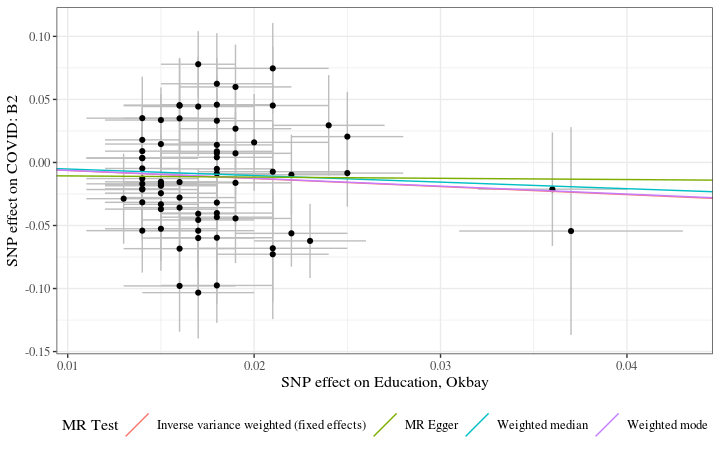 0.10
0.05
0.00
-0.05
-0.10
-0.15
SNP effect on COVID: B2
0.01
0.02
0.03
0.04
SNP effect on Education, Okbay
MR Test
Inverse variance weighted (fixed effects)
MR Egger
Weighted median
Weighted mode